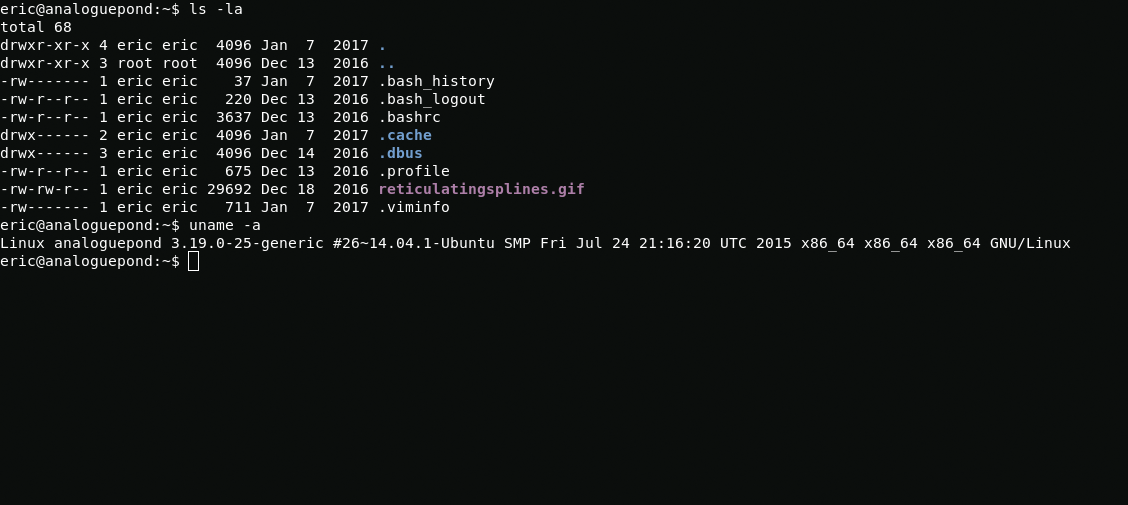 eric@analoguepond:~$ ls -la
total 68
drwxr-xr-x 4 eric eric  4096 Jan  7  2017 .
drwxr-xr-x 3 root root  4096 Dec 13  2016 ..
-rw------- 1 eric eric    37 Jan  7  2017 .bash_history
-rw-r--r-- 1 eric eric   220 Dec 13  2016 .bash_logout
-rw-r--r-- 1 eric eric  3637 Dec 13  2016 .bashrc
drwx------ 2 eric eric  4096 Jan  7  2017 .cache
drwx------ 3 eric eric  4096 Dec 14  2016 .dbus
-rw-r--r-- 1 eric eric   675 Dec 13  2016 .profile
-rw-rw-r-- 1 eric eric 29692 Dec 18  2016 reticulatingsplines.gif
-rw------- 1 eric eric   711 Jan  7  2017 .viminfo
eric@analoguepond:~$ uname -a
Linux analoguepond 3.19.0-25-generic #26~14.04.1-Ubuntu SMP Fri Jul 24 21:16:20 UTC 2015 x86_64 x86_64 x86_64 GNU/Linux
eric@analoguepond:~$